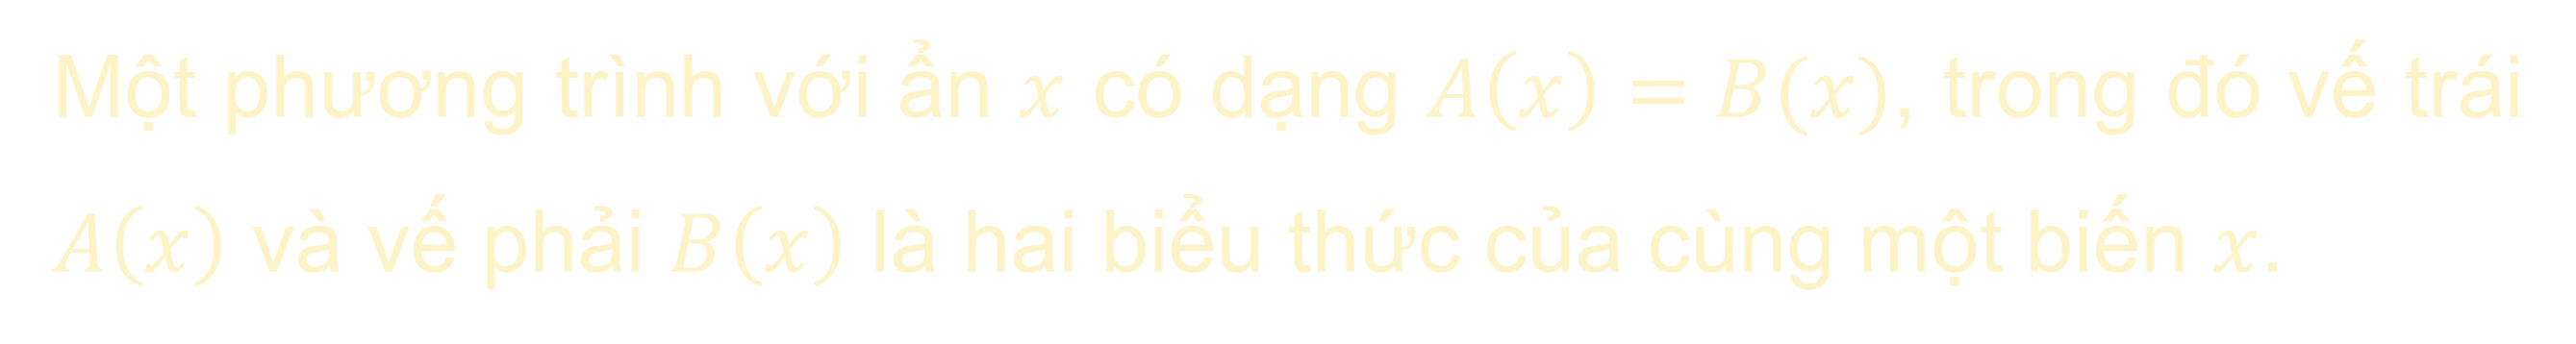 Một phương trình với ẩn x có dạng A(x) = B(x), trong đó vế trái
A(x) và vế phải B(x) là hai biểu thức của cùng một biến x.